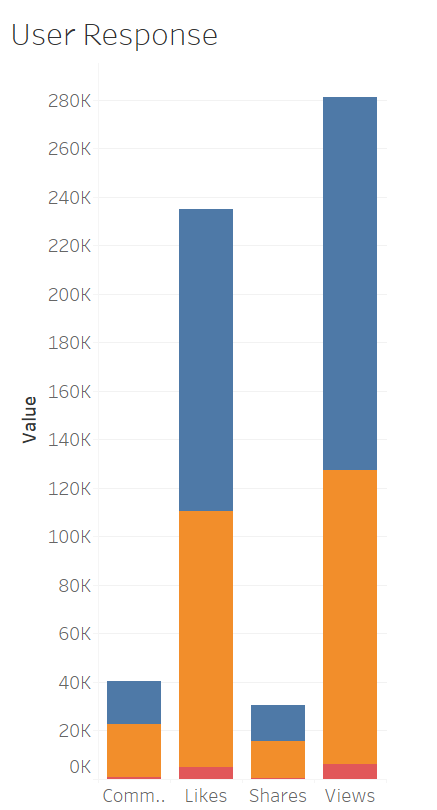 User Response
280K
260K
240K
220K
200K
180K
160K
Value
140K
120K
100K
80K
60K
40K
20K
0K
Comm.. Likes Shares Views